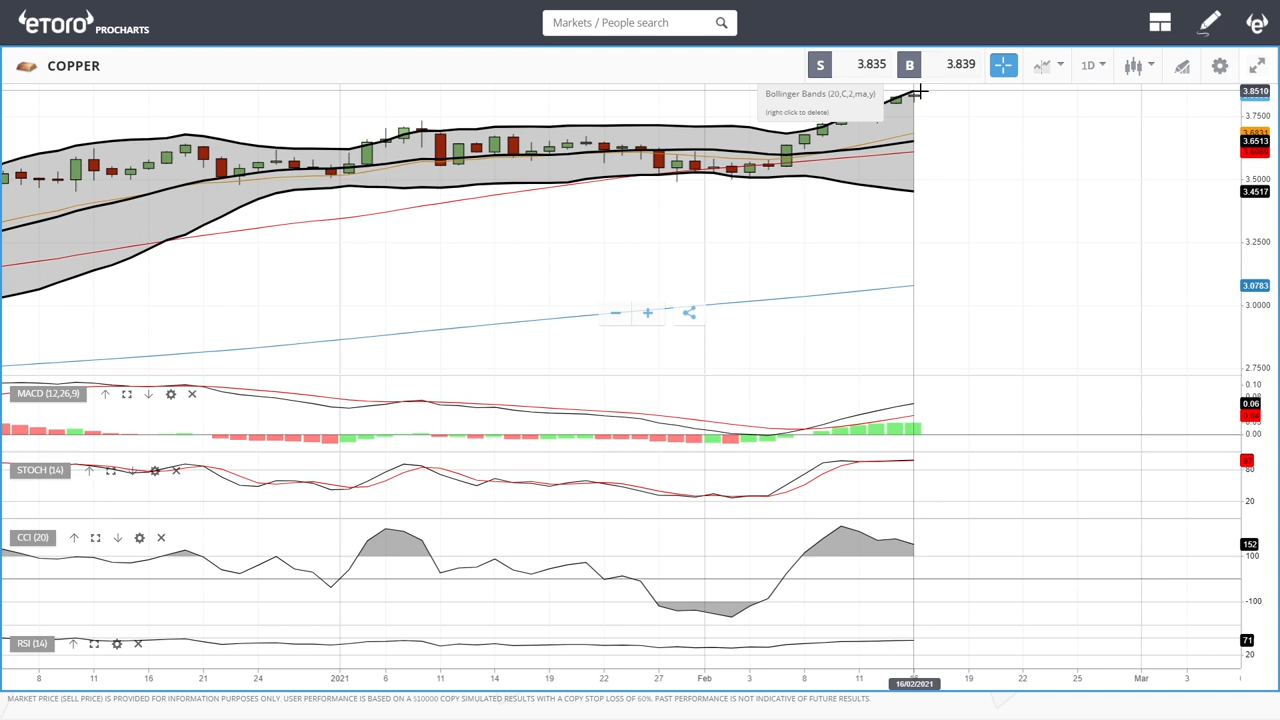 eTORO PROCHARTS
Markets / People search
COPPER
S 3.835 B 3.839
1D
Bollinger Bands (20,C,2,ma,y)
(right click to delete)
3.8510
3.7500
3.6831
3.6513
3.5000
3.4517
3.2500
3.0783
3.0000
2.7500
MACD (12,26,9)
0.10
0.06
0.00
STOCH (14)
80
20
CCI (20)
152
100
-100
RSI (14)
71
20
8 11 16 21 24 29 2021 6 11 14 19 22 27 Feb 3 8 11 19 22 25 Mar 3
16/02/2021
MARKET PRICE (SELL PRICE) IS PROVIDED FOR INFORMATION PURPOSES ONLY. USER PERFORMANCE IS BASED ON A $10000 COPY SIMULATED RESULTS WITH A COPY STOP LOSS OF 60%. PAST PERFORMANCE IS NOT INDICATIVE OF FUTURE RESULTS.